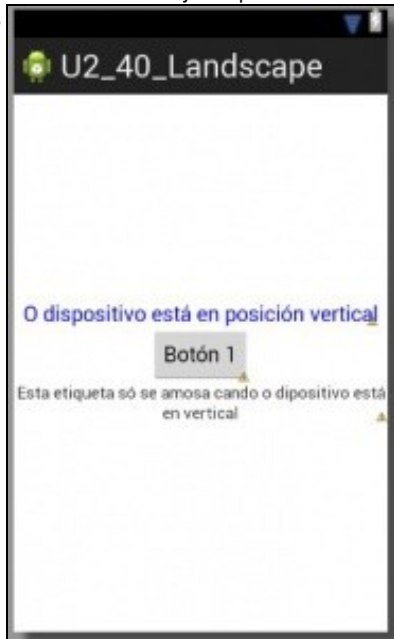 U2_40_Landscape
O dispositivo está en posición vertical
Botón 1
Esta etiqueta só se amosa cando o dipositivo está
en vertical